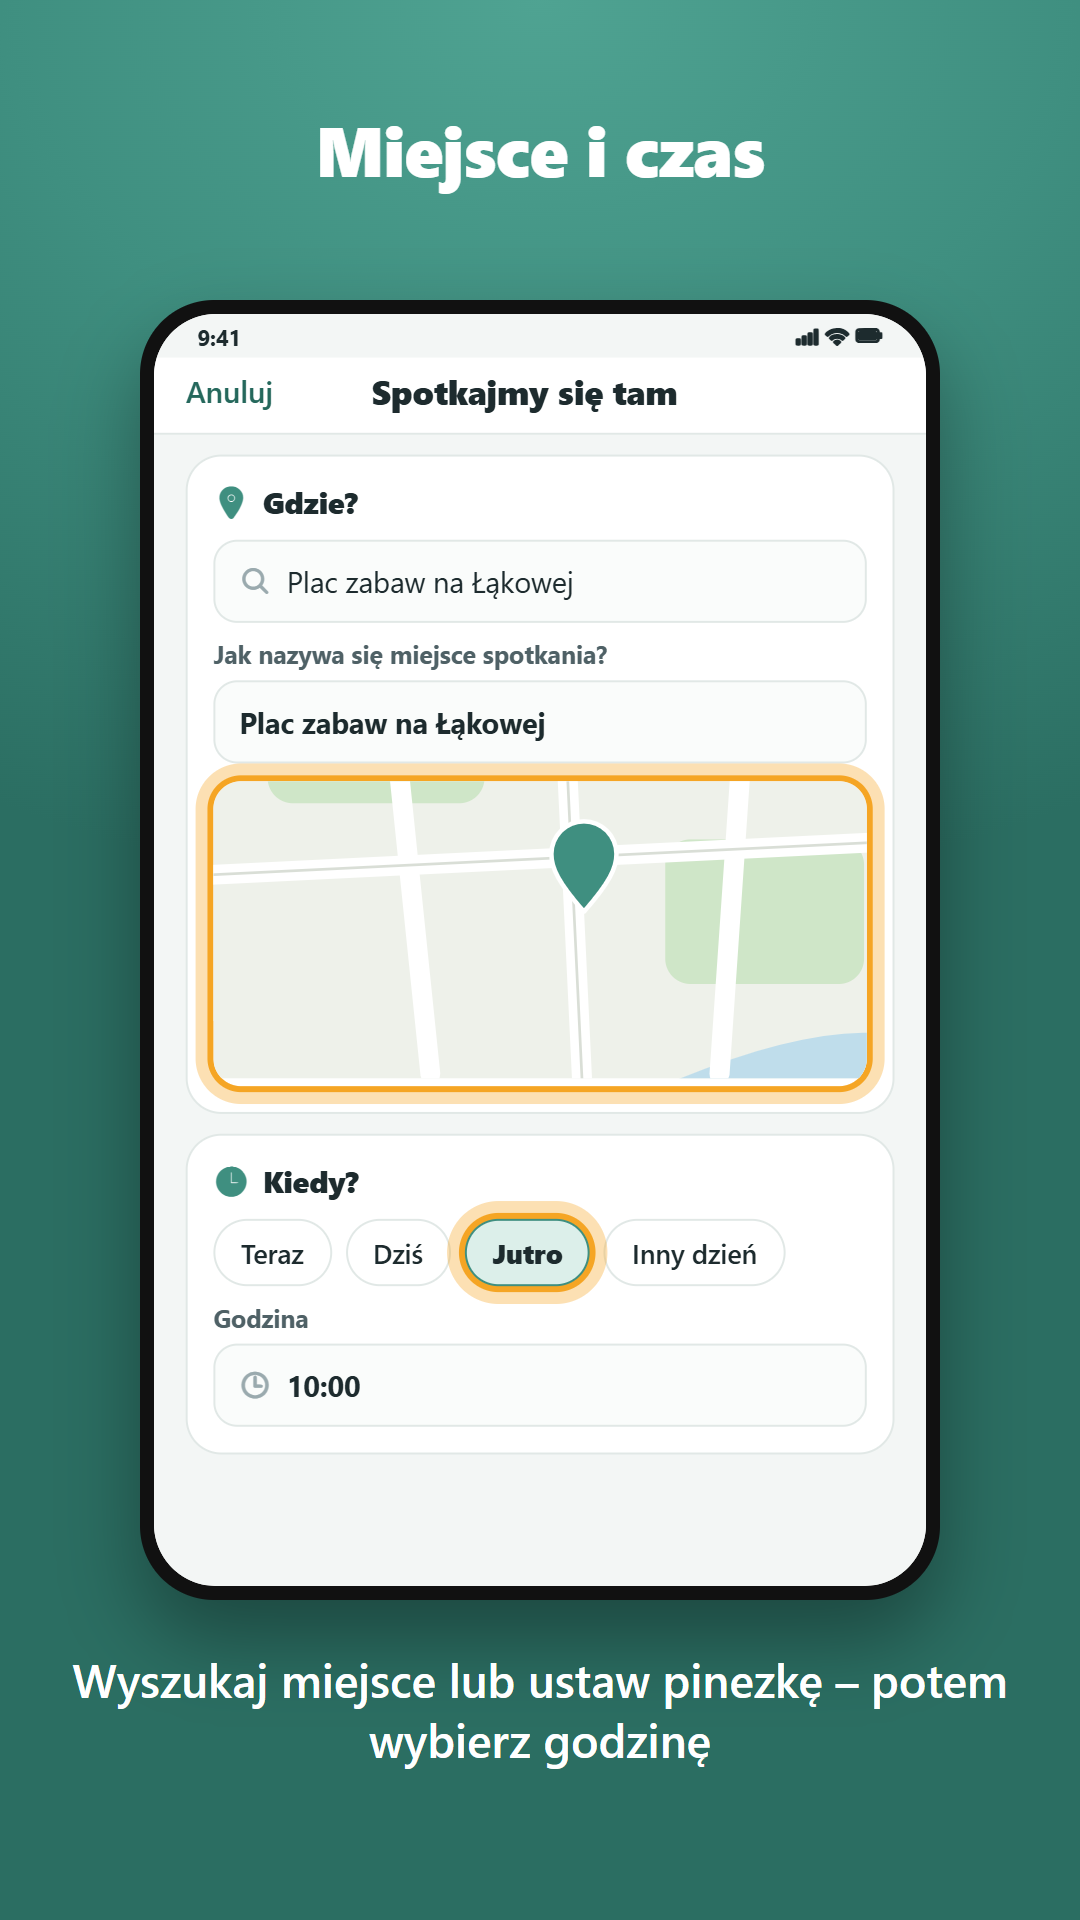 Miejsce i czas
9:41
Anuluj
Spotkajmy się tam
Gdzie?
Plac zabaw na Łąkowej
Jak nazywa się miejsce spotkania?
Plac zabaw na Łąkowej
Kiedy?
Teraz
Dziś
Jutro
Inny dzień
Godzina
10:00
Wyszukaj miejsce lub ustaw pinezkę – potem
wybierz godzinę